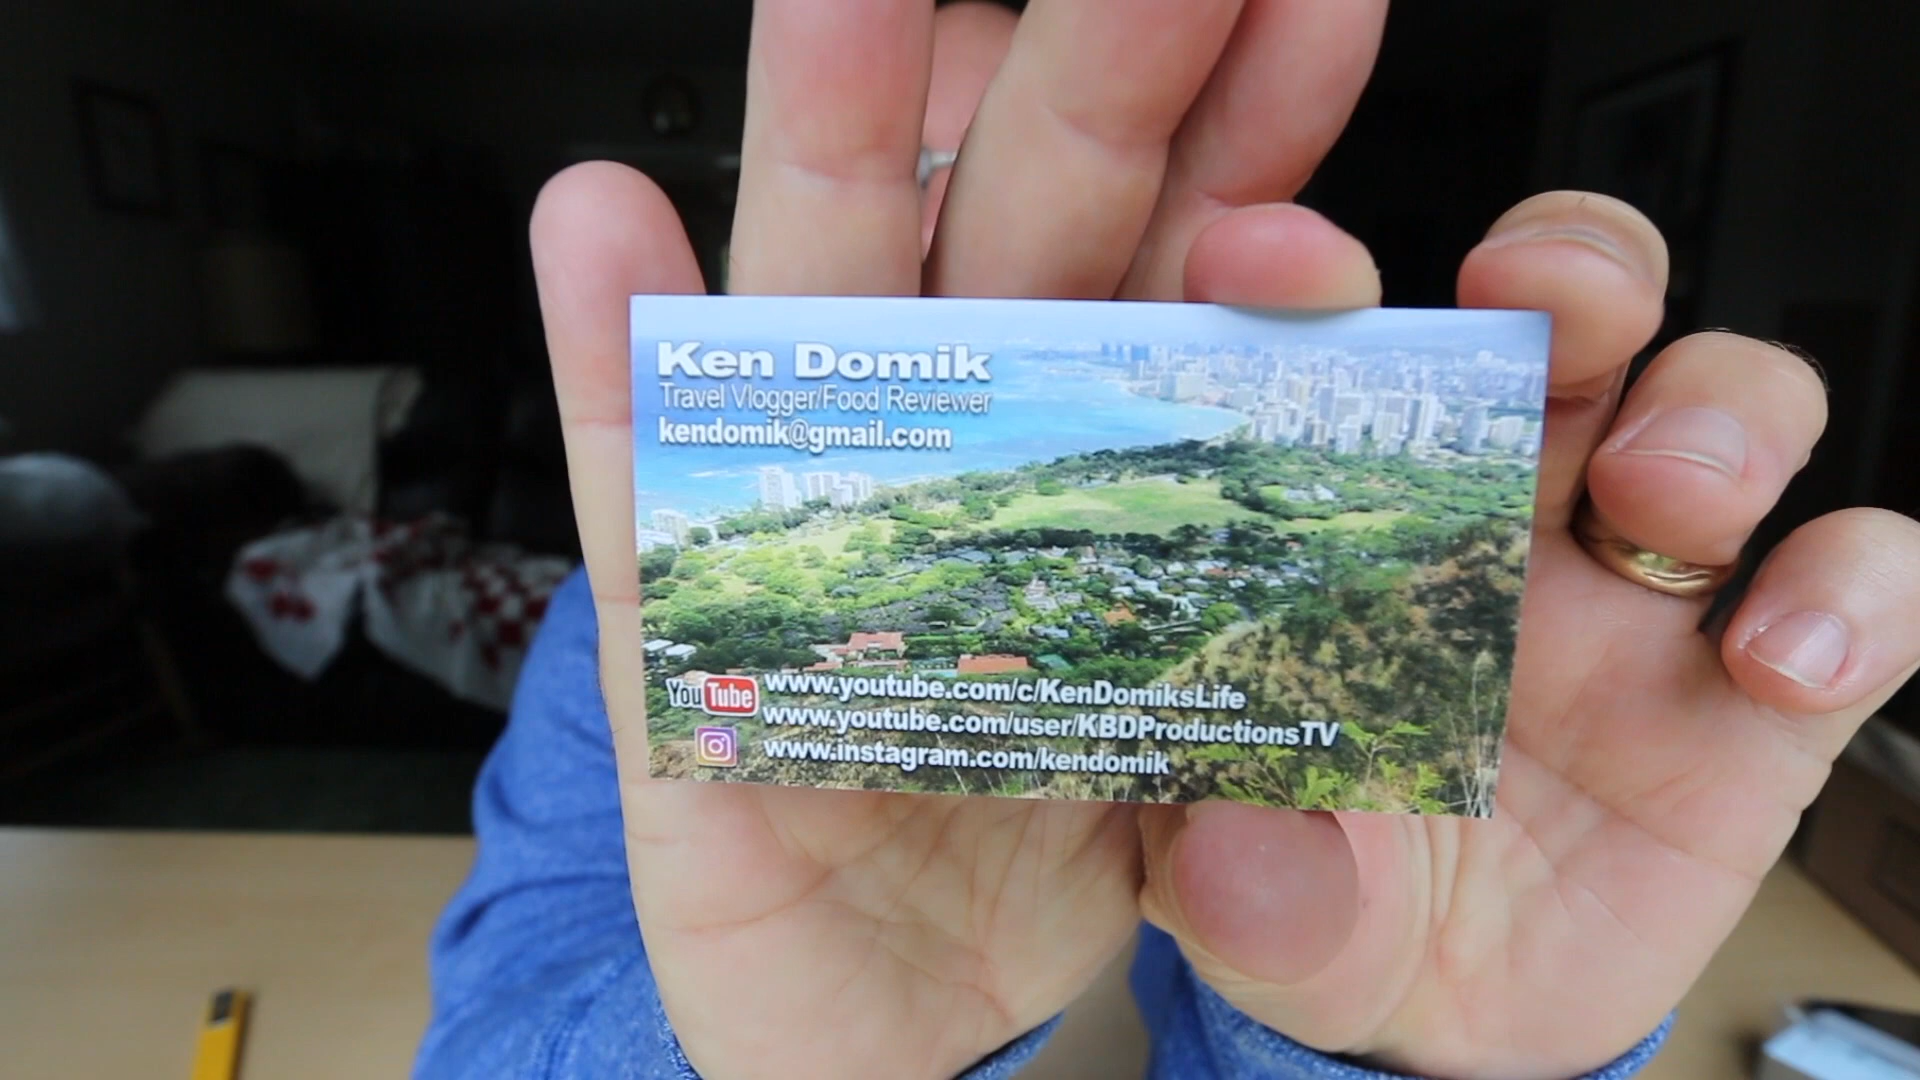 Ken Domik
Travel Vlogger/Food Reviewer
kendomik@gmail.com
YouTube www.youtube.com/c/KenDomiksLife
www.youtube.com/user/KBDProductionsTV
www.instagram.com/kendomik